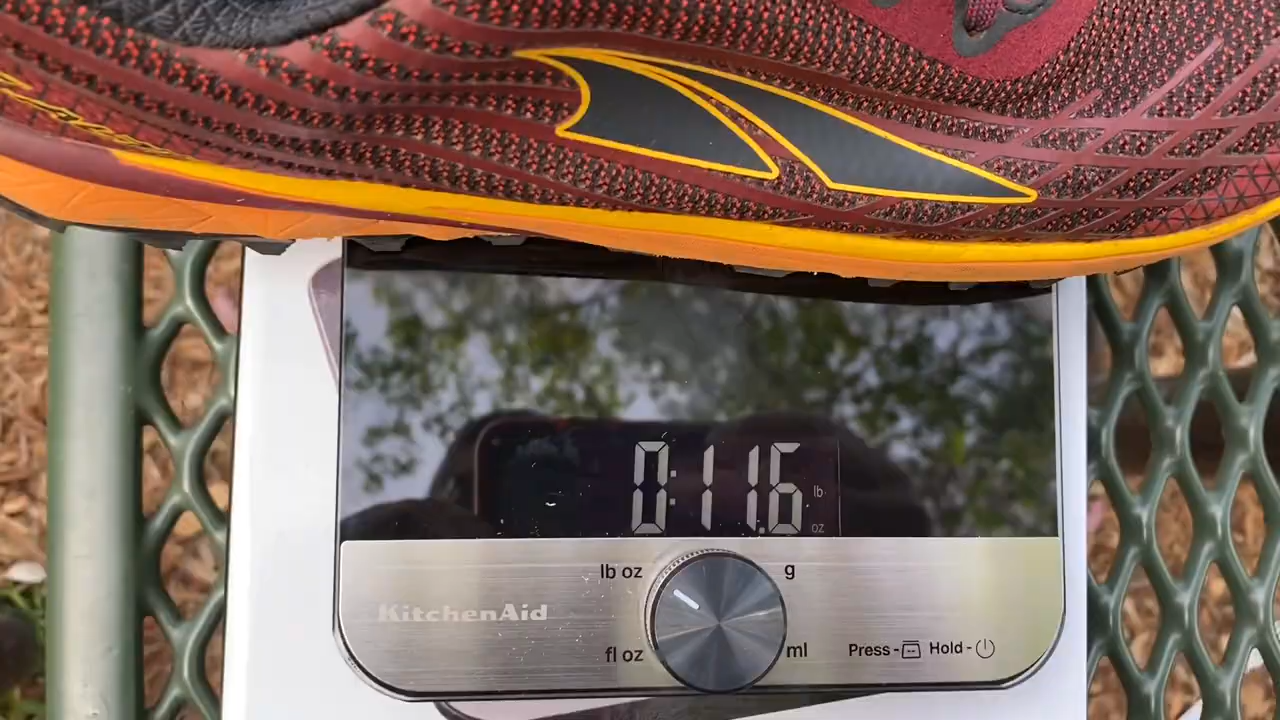 0:11.6 lb oz
lb oz
g
KitchenAid
fl oz
ml
Press - Hold -